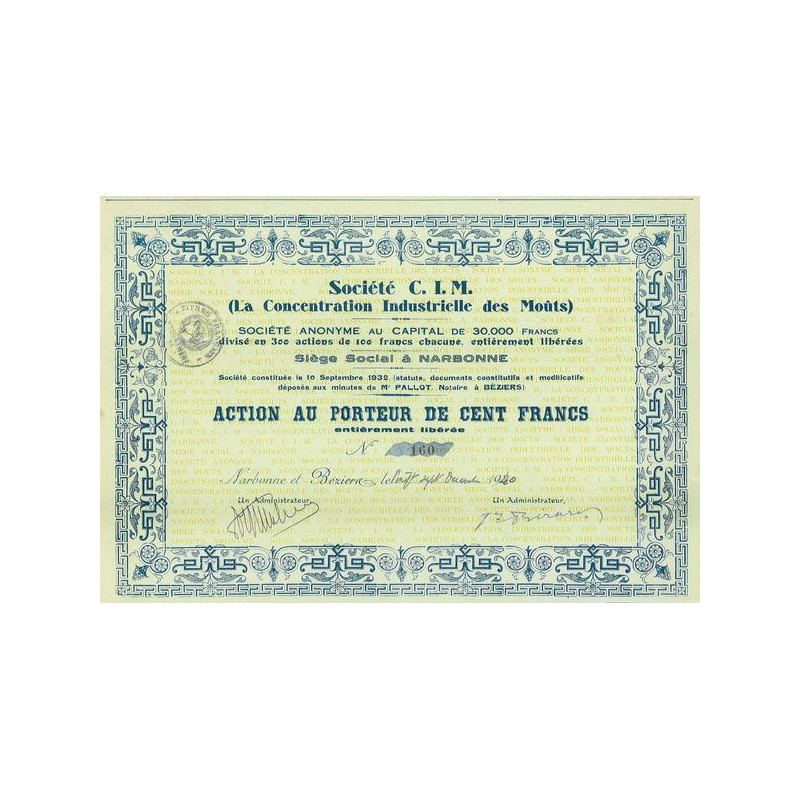 Société C. I. M.
(La Concentration Industrielle des Moûts)
SOCIÉTÉ ANONYME AU CAPITAL DE 30.000 FRANCS
divisé en 300 actions de 100 francs chacune, entièrement libérées
Siège Social à NARBONNE
Société constituée le 10 Septembre 1932 (statuts, documents constitutifs et modificatifs
déposés aux minutes de Me PALLOT, Notaire à BÉZIERS)
ACTION AU PORTEUR DE CENT FRANCS
entièrement libérée
No 160
Narbonne et Béziers, le Décembre
Un Administrateur, Un Administrateur,